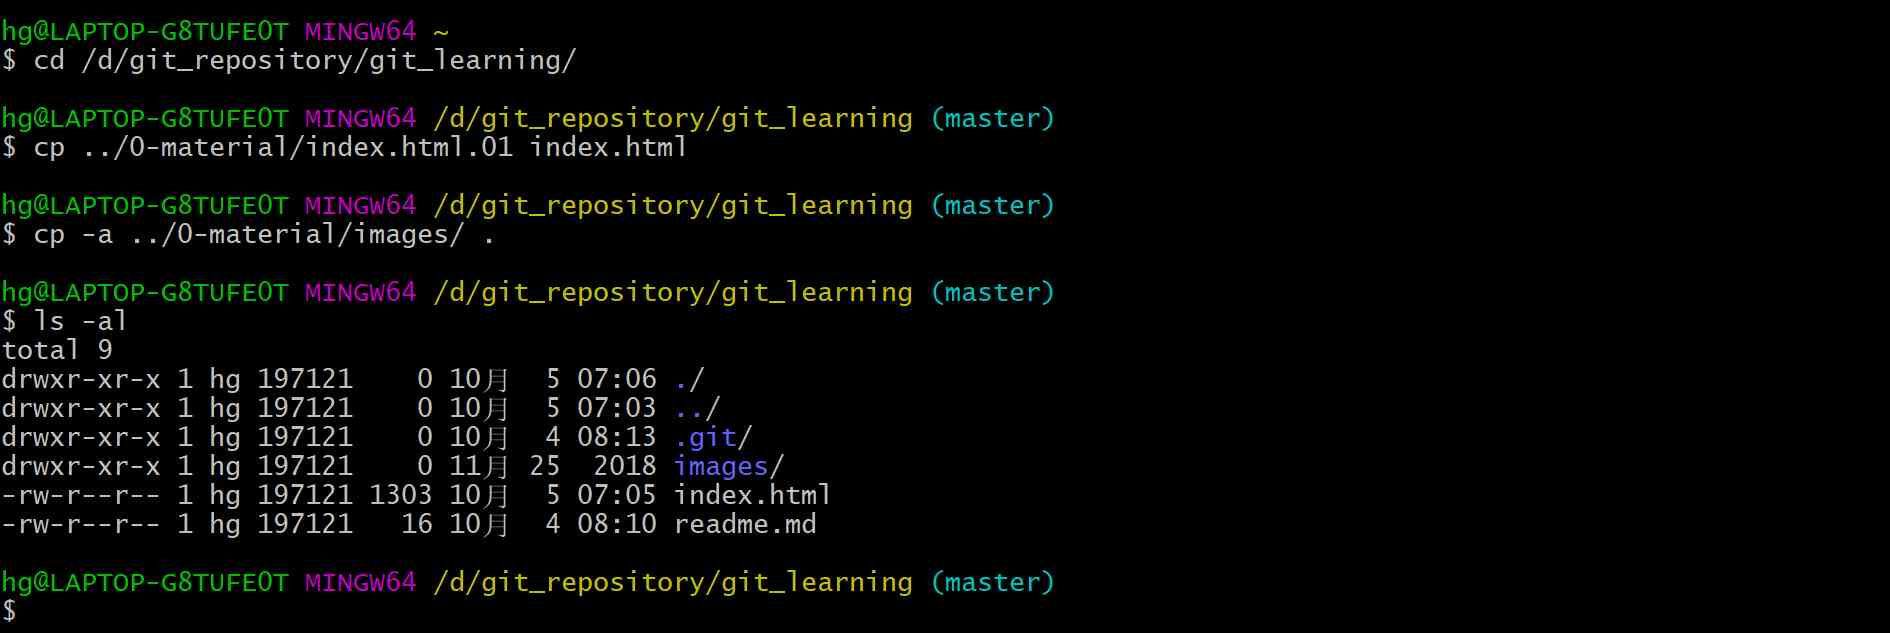 hg@LAPTOP-G8TUFE0T MINGW64 ~
$ cd /d/git_repository/git_learning/
hg@LAPTOP-G8TUFE0T MINGW64 /d/git_repository/git_learning (master)
$ cp ../0-material/index.html.01 index.html
hg@LAPTOP-G8TUFE0T MINGW64 /d/git_repository/git_learning (master)
$ cp -a ../0-material/images/ .
hg@LAPTOP-G8TUFE0T MINGW64 /d/git_repository/git_learning (master)
$ ls -al
total 9
drwxr-xr-x 1 hg 197121    0 10月  5 07:06 ./
drwxr-xr-x 1 hg 197121    0 10月  5 07:03 ../
drwxr-xr-x 1 hg 197121    0 10月  4 08:13 .git/
drwxr-xr-x 1 hg 197121    0 11月 25  2018 images/
-rw-r--r-- 1 hg 197121 1303 10月  5 07:05 index.html
-rw-r--r-- 1 hg 197121   16 10月  4 08:10 readme.md
hg@LAPTOP-G8TUFE0T MINGW64 /d/git_repository/git_learning (master)
$